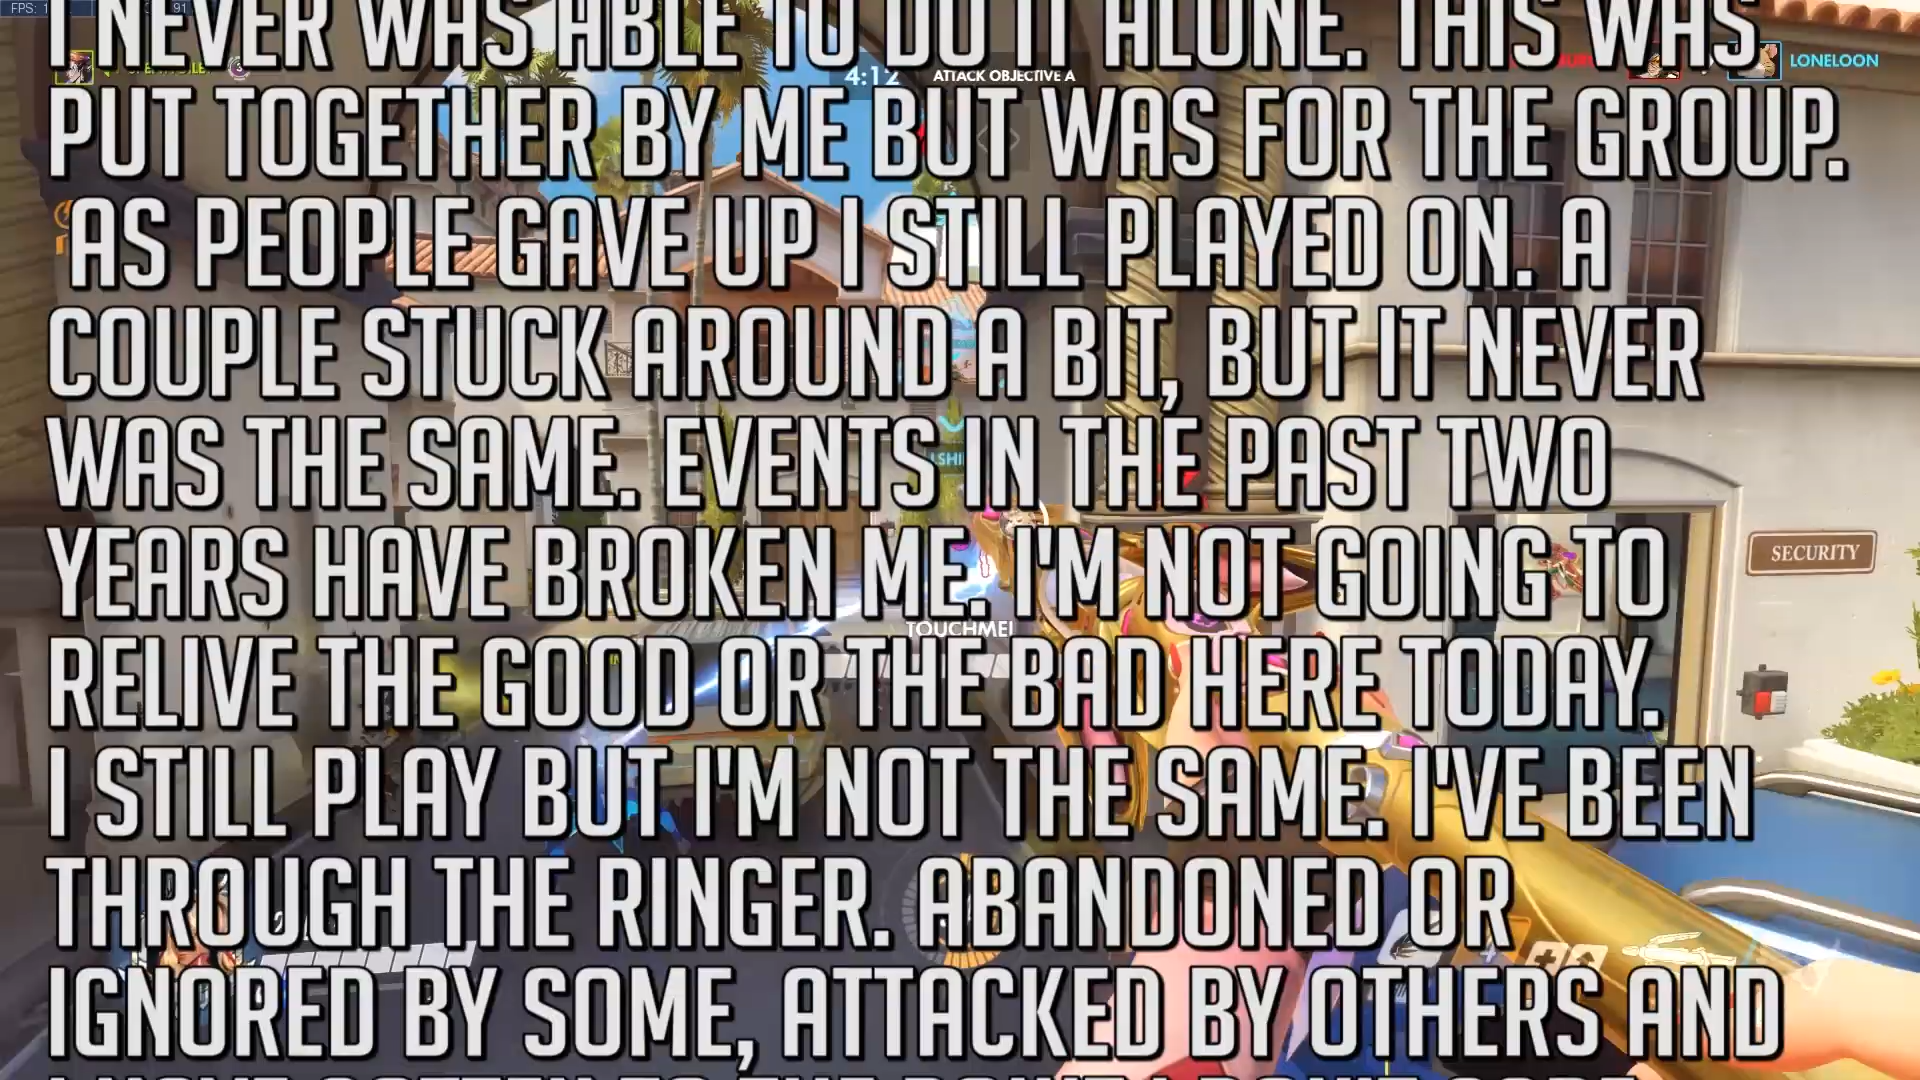 FPS: 1 91
I NEVER WAS ABLE TO DO IT ALONE. THIS WAS
4:12 ATTACK OBJECTIVE A
LONELOON
PUT TOGETHER BY ME BUT WAS FOR THE GROUP.
AS PEOPLE GAVE UP I STILL PLAYED ON. A
COUPLE STUCK AROUND A BIT, BUT IT NEVER
WAS THE SAME. EVENTS IN THE PAST TWO
YEARS HAVE BROKEN ME. I'M NOT GOING TO
SECURITY
TOUCHMEI
RELIVE THE GOOD OR THE BAD HERE TODAY.
I STILL PLAY BUT I'M NOT THE SAME. I'VE BEEN
THROUGH THE RINGER. ABANDONED OR
IGNORED BY SOME, ATTACKED BY OTHERS AND